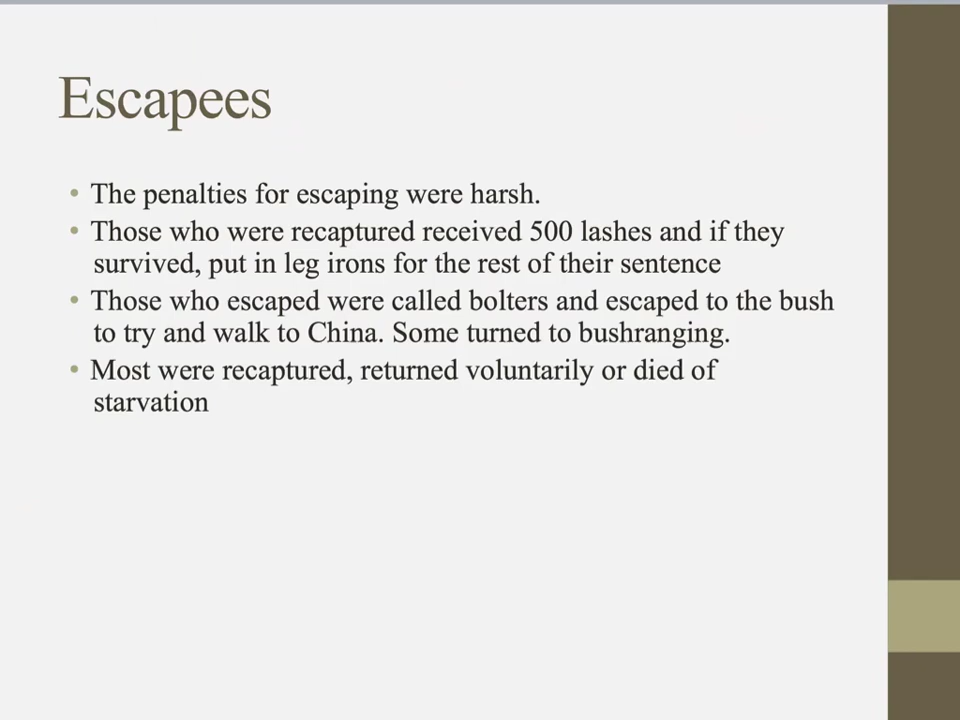 Escapees
• The penalties for escaping were harsh.
• Those who were recaptured received 500 lashes and if they
survived, put in leg irons for the rest of their sentence
• Those who escaped were called bolters and escaped to the bush
to try and walk to China. Some turned to bushranging.
• Most were recaptured, returned voluntarily or died of
starvation